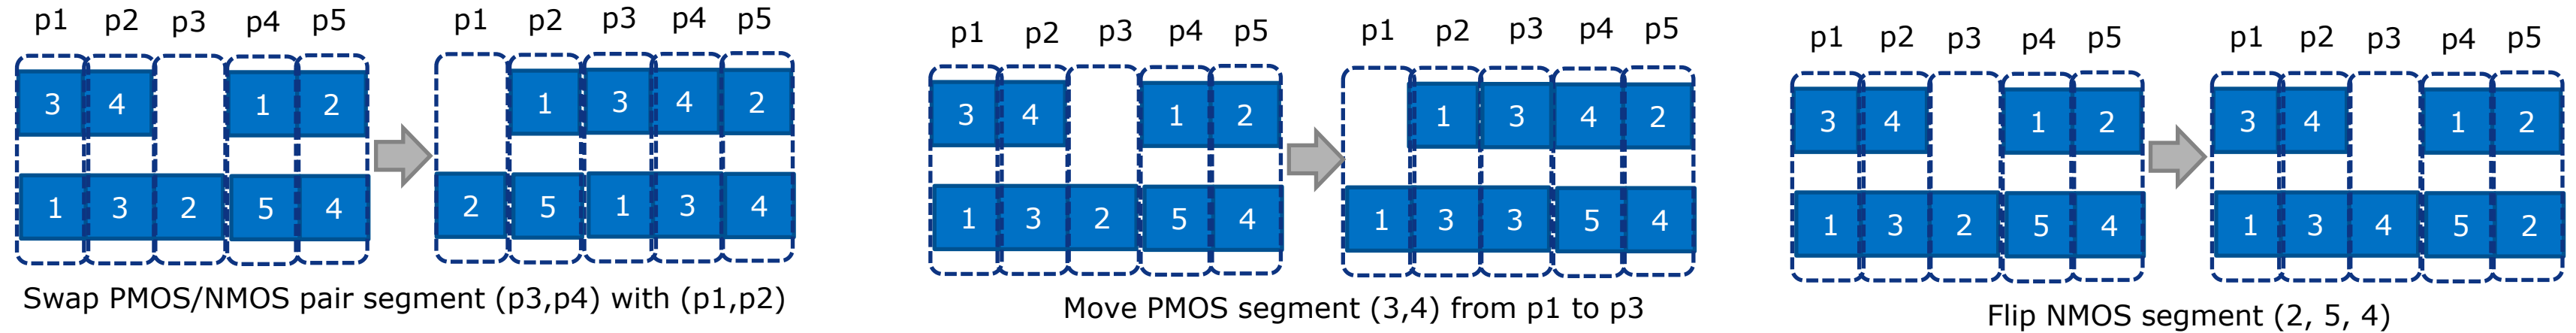 p1 p2 p3 p4 p5 p1 p2 p3 p4 p5
3 4 1 2 1 3 4 2
1 3 2 5 4 2 5 1 3 4
Swap PMOS/NMOS pair segment (p3,p4) with (p1,p2)
p1 p2 p3 p4 p5 p1 p2 p3 p4 p5
3 4 1 2 1 3 4 2
1 3 2 5 4 1 3 3 5 4
Move PMOS segment (3,4) from p1 to p3
p1 p2 p3 p4 p5 p1 p2 p3 p4 p5
3 4 1 2 3 4 1 2
1 3 2 5 4 1 3 4 5 2
Flip NMOS segment (2, 5, 4)